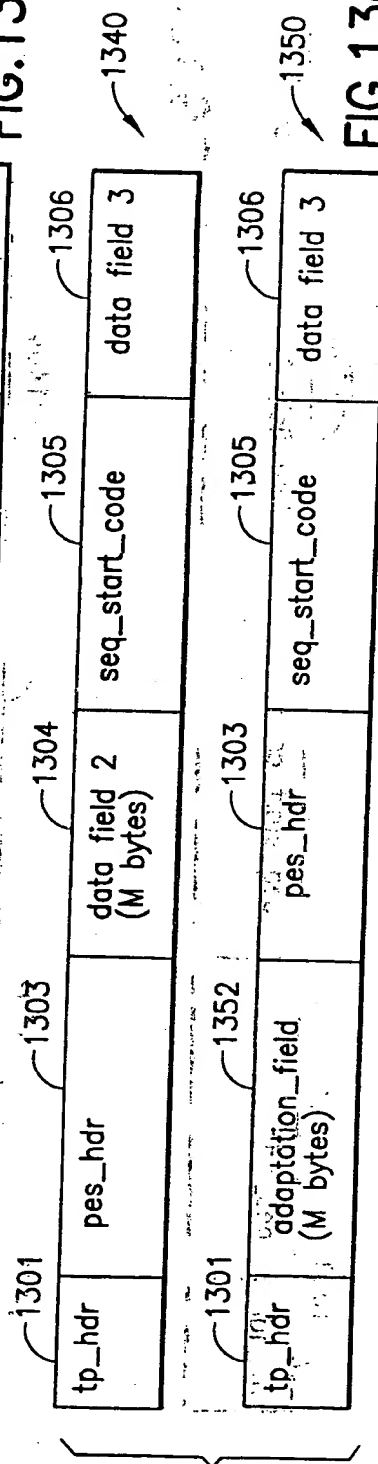 FIG.13
1340
1301
1303
1304
1305
1306
tp_hdr
pes_hdr
data field 2
(M bytes)
seq_start_code
data field 3
1350
1301
1352
1303
1305
1306
tp_hdr
adaptation_field
(M bytes)
pes_hdr
seq_start_code
data field 3
FIG.13